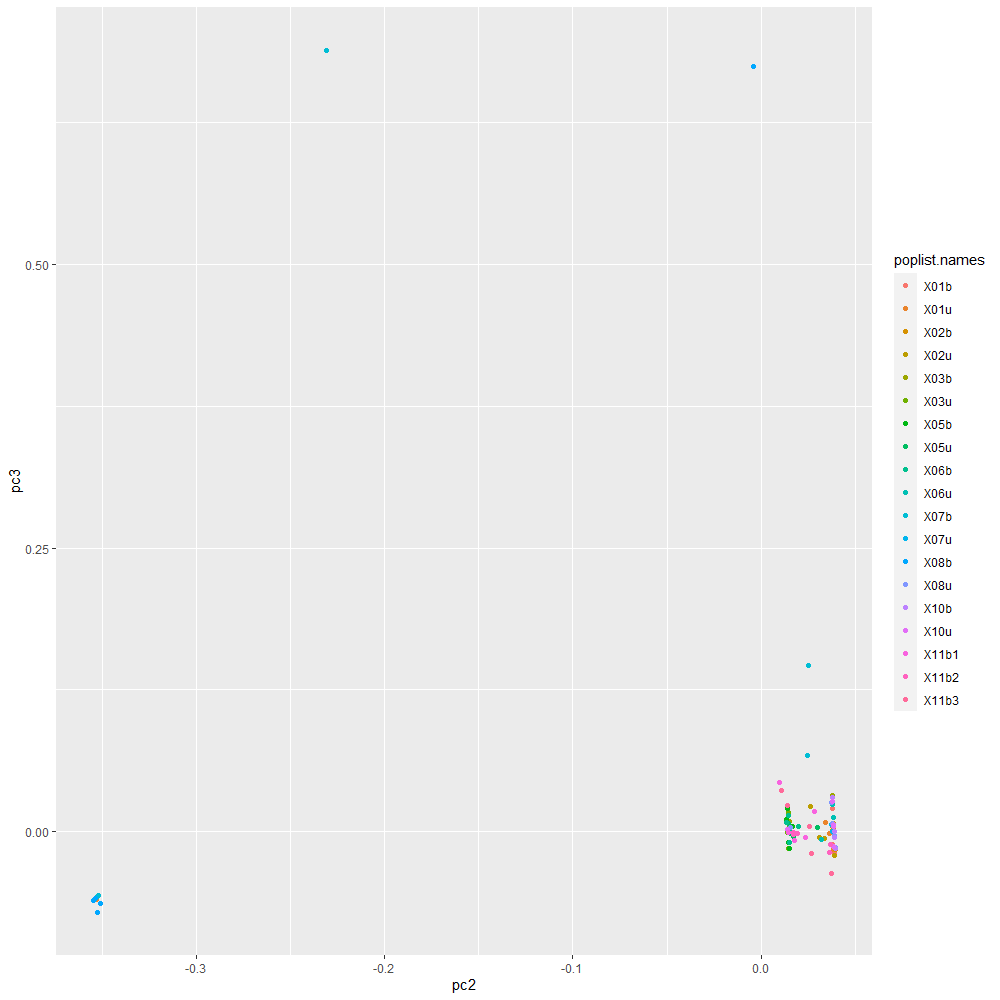 0.50
0.25
0.00
pc3
-0.3
-0.2
-0.1
0.0
pc2
poplist.names
X01b
X01u
X02b
X02u
X03b
X03u
X05b
X05u
X06b
X06u
X07b
X07u
X08b
X08u
X10b
X10u
X11b1
X11b2
X11b3